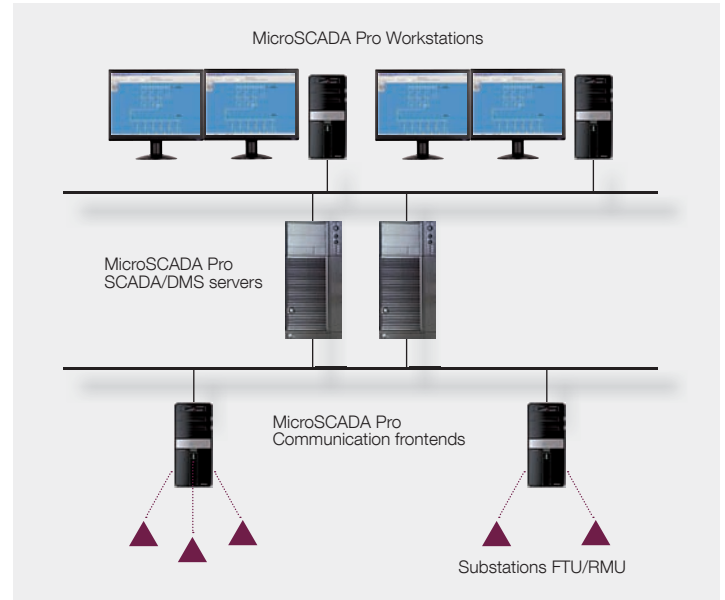 MicroSCADA Pro Workstations
MicroSCADA Pro
SCADA/DMS servers
MicroSCADA Pro
Communication frontends
Substations FTU/RMU